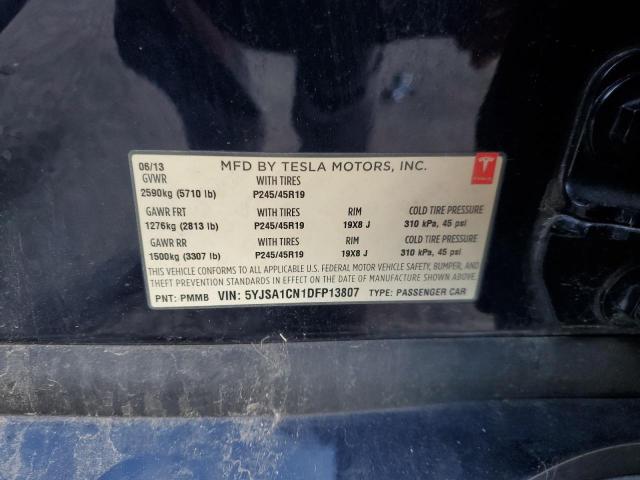 06/13 MFD BY TESLA MOTORS, INC.
GVWR WITH TIRES
2590kg (5710 lb) P245/45R19
GAWR FRT WITH TIRES RIM COLD TIRE PRESSURE
1276kg (2813 lb) P245/45R19 19X8 J 310 kPa, 45 psi
GAWR RR WITH TIRES RIM COLD TIRE PRESSURE
1500kg (3307 lb) P245/45R19 19X8 J 310 kPa, 45 psi
THIS VEHICLE CONFORMS TO ALL APPLICABLE U.S. FEDERAL MOTOR VEHICLE SAFETY, BUMPER, AND
THEFT PREVENTION STANDARDS IN EFFECT ON THE DATE OF MANUFACTURE SHOWN ABOVE.
PNT: PMMB VIN: 5YJSA1CN1DFP13807 TYPE: PASSENGER CAR